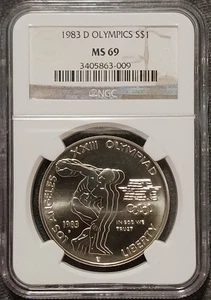 1983 D OLYMPICS S$1
MS 69
3405863-009
NGC
LOS ANGELES XXIII OLYMPIAD
1983
IN GOD WE
TRUST
LIBERTY